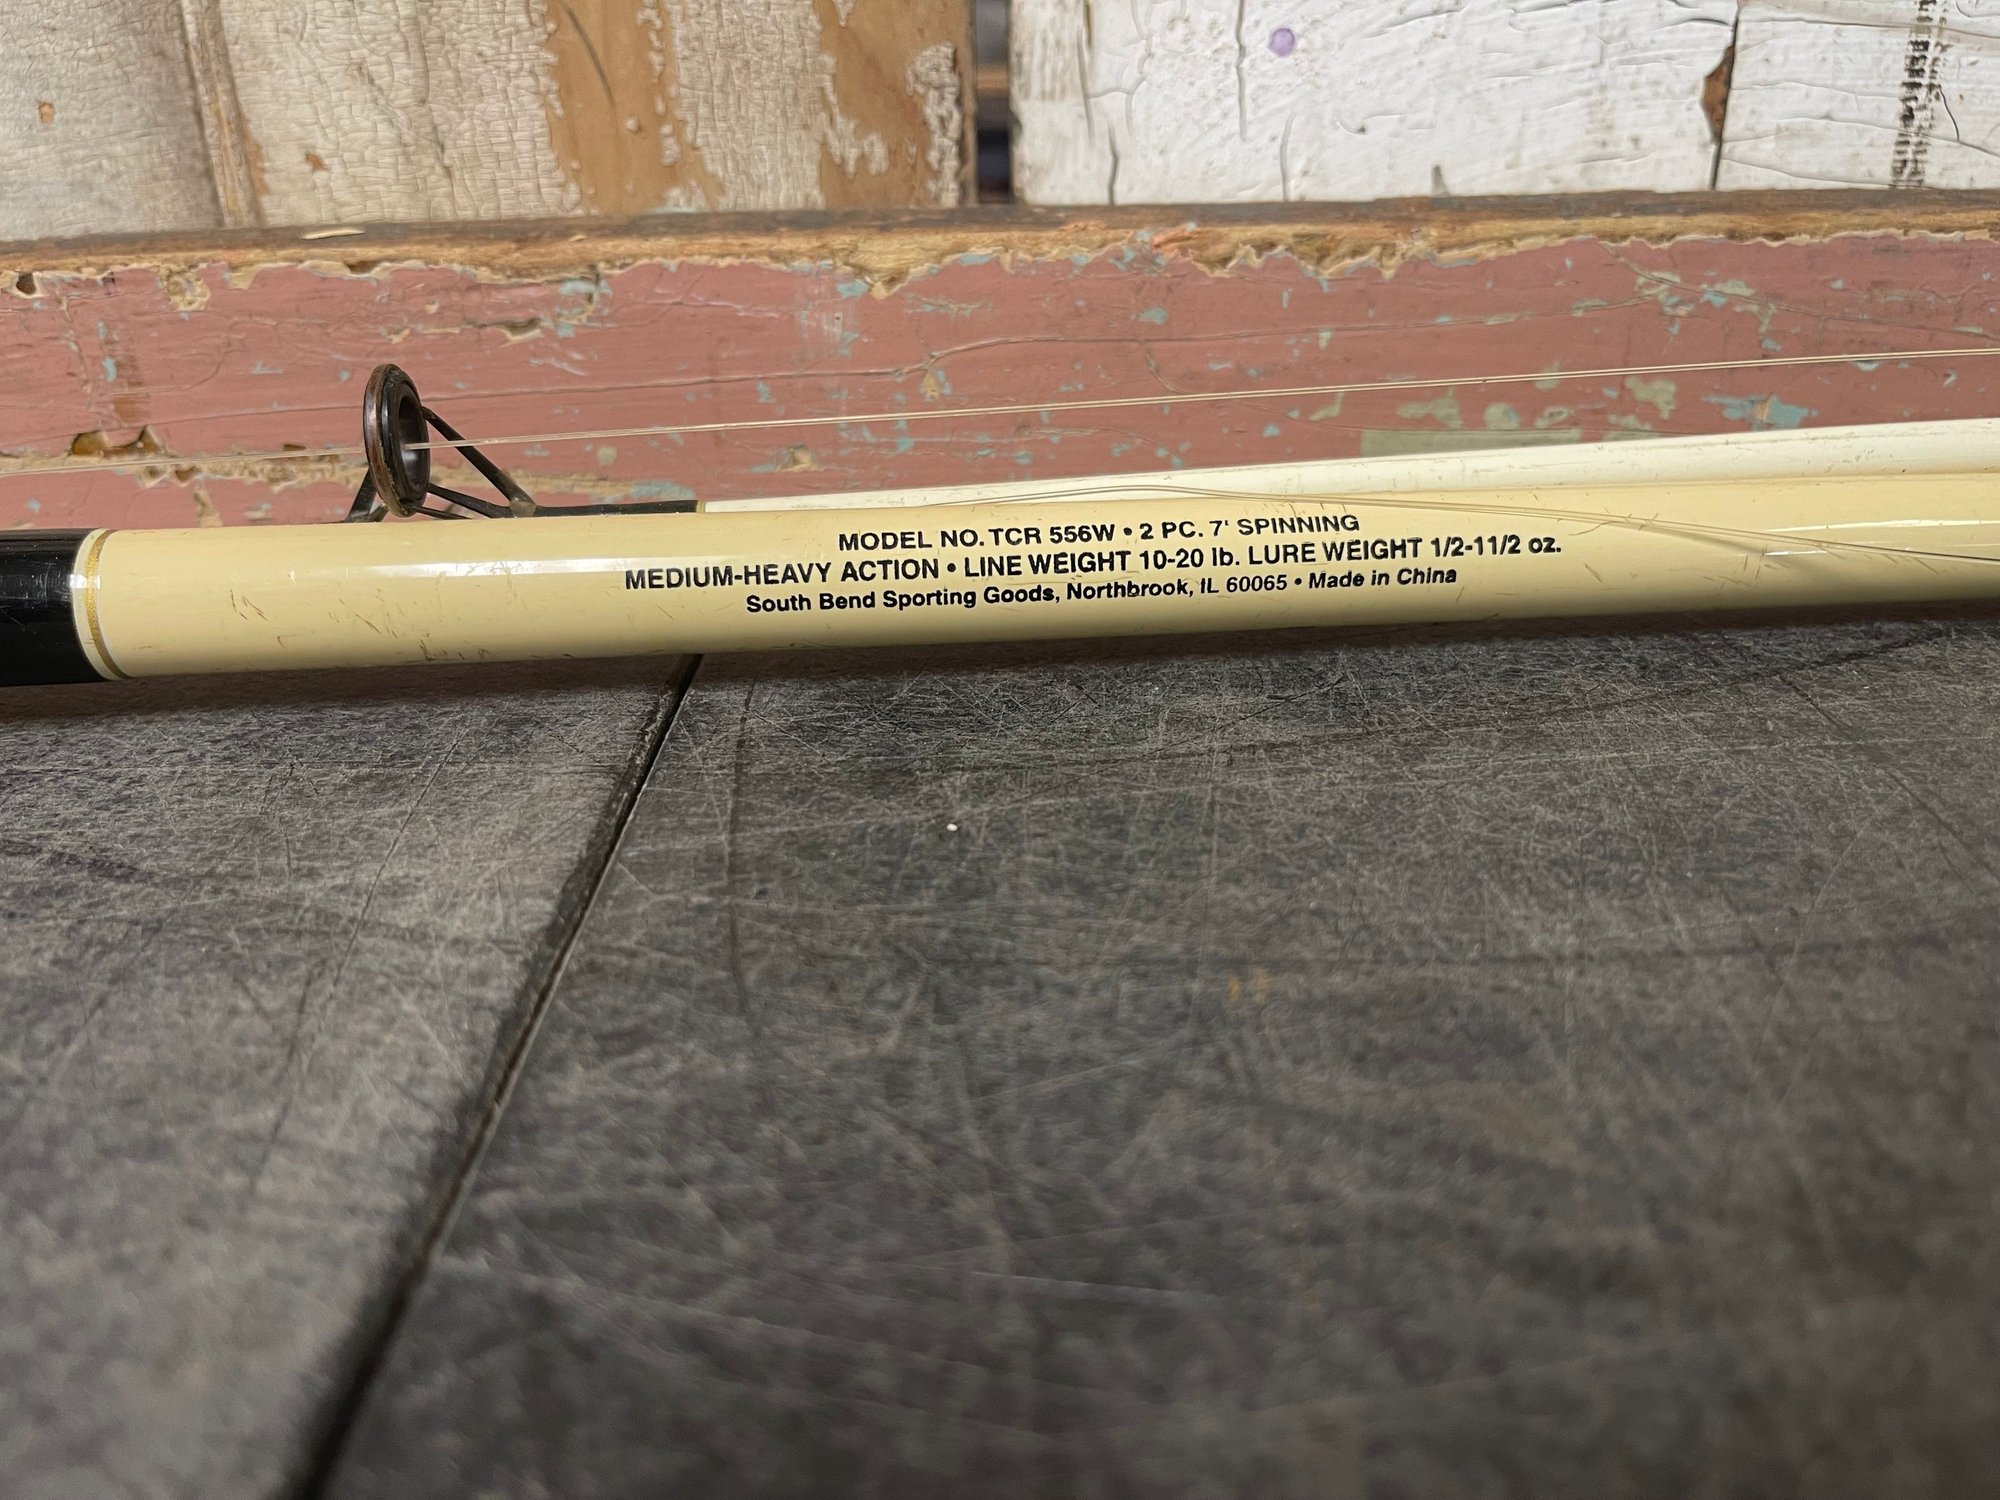 MODEL NO. TCR 556W • 2 PC. 7' SPINNING
MEDIUM-HEAVY ACTION • LINE WEIGHT 10-20 lb. LURE WEIGHT 1/2-11/2 oz.
South Bend Sporting Goods, Northbrook, IL 60065 • Made in China